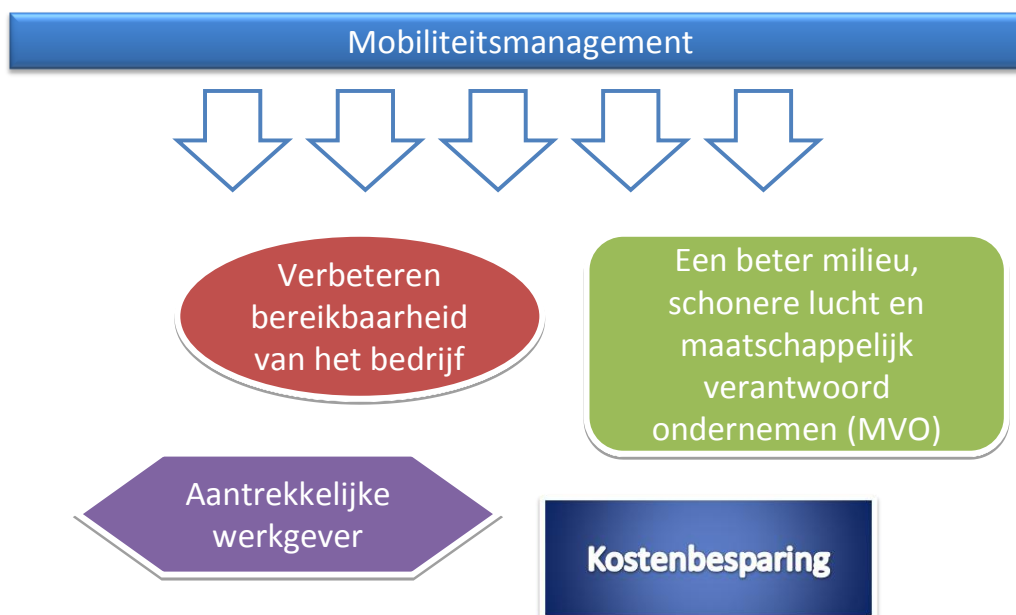 Mobiliteitsmanagement
Verbeteren
bereikbaarheid
van het bedrijf
Een beter milieu,
schonere lucht en
maatschappelijk
verantwoord
ondernemen (MVO)
Aantrekkelijke
werkgever
Kostenbesparing